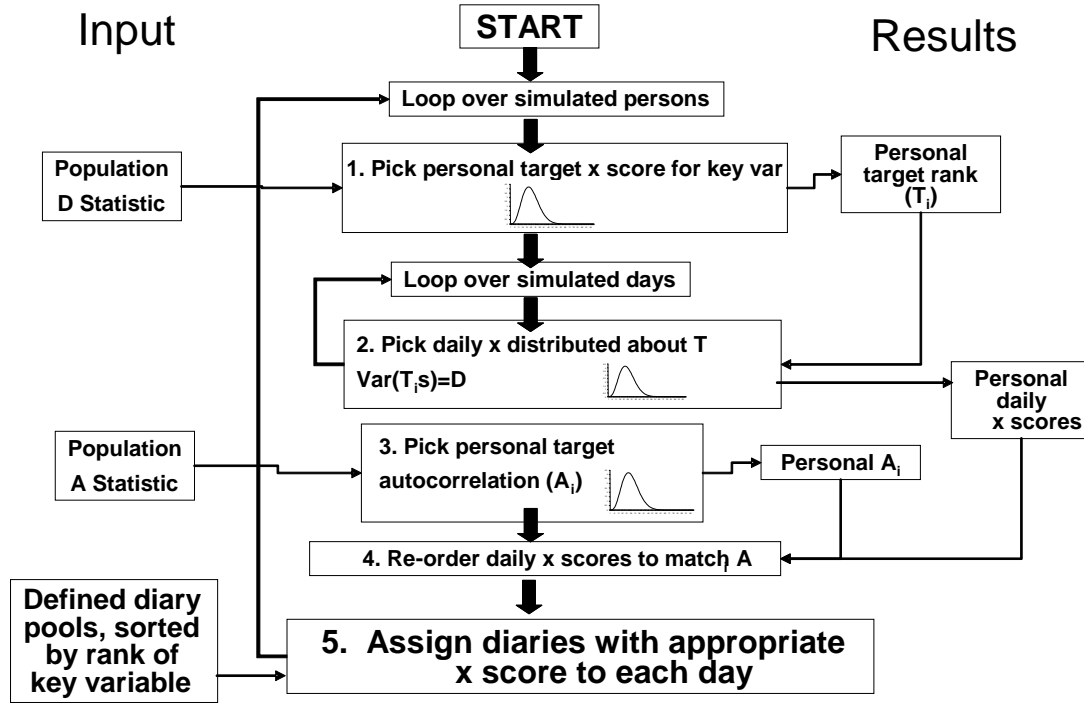 Input
START
Results
Loop over simulated persons
Population
D Statistic
1. Pick personal target x score for key var
Personal
target rank
(Ti)
Loop over simulated days
2. Pick daily x distributed about T
Var(Tis)=D
Personal
daily
x scores
Population
A Statistic
3. Pick personal target
autocorrelation (Ai)
Personal Ai
4. Re-order daily x scores to match Ai
Defined diary
pools, sorted
by rank of
key variable
5. Assign diaries with appropriate
x score to each day